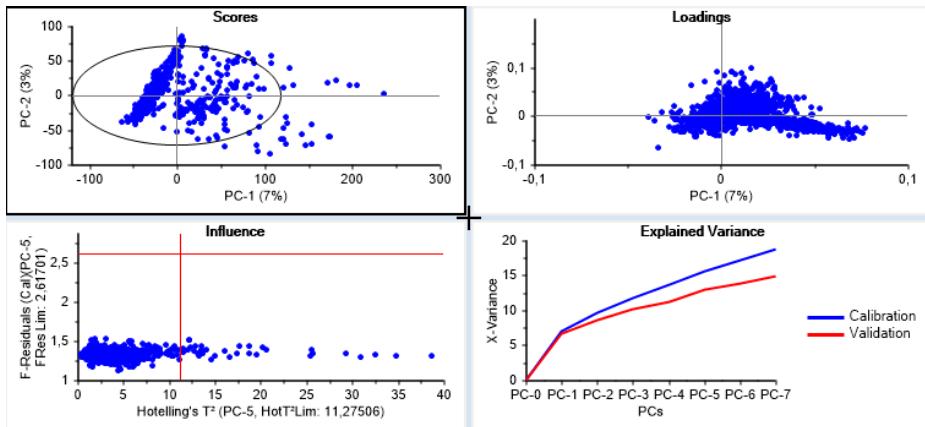 Scores
PC-2 (3%)
100
50
0
-50
-100
-100
0
100
200
300
PC-1 (7%)
Loadings
PC-2 (3%)
0,1
0
-0,1
-0,1
0
0,1
PC-1 (7%)
Influence
F-Residuals (Cal)(PC-5,
FRes Lim: 2,61701)
2,5
2
1,5
1
0
5
10
15
20
25
30
35
40
Hotelling's T² (PC-5, HotT²Lim: 11,27506)
Explained Variance
X-Variance
20
15
10
5
0
PC-0
PC-1
PC-2
PC-3
PC-4
PC-5
PC-6
PC-7
PCs
Calibration
Validation